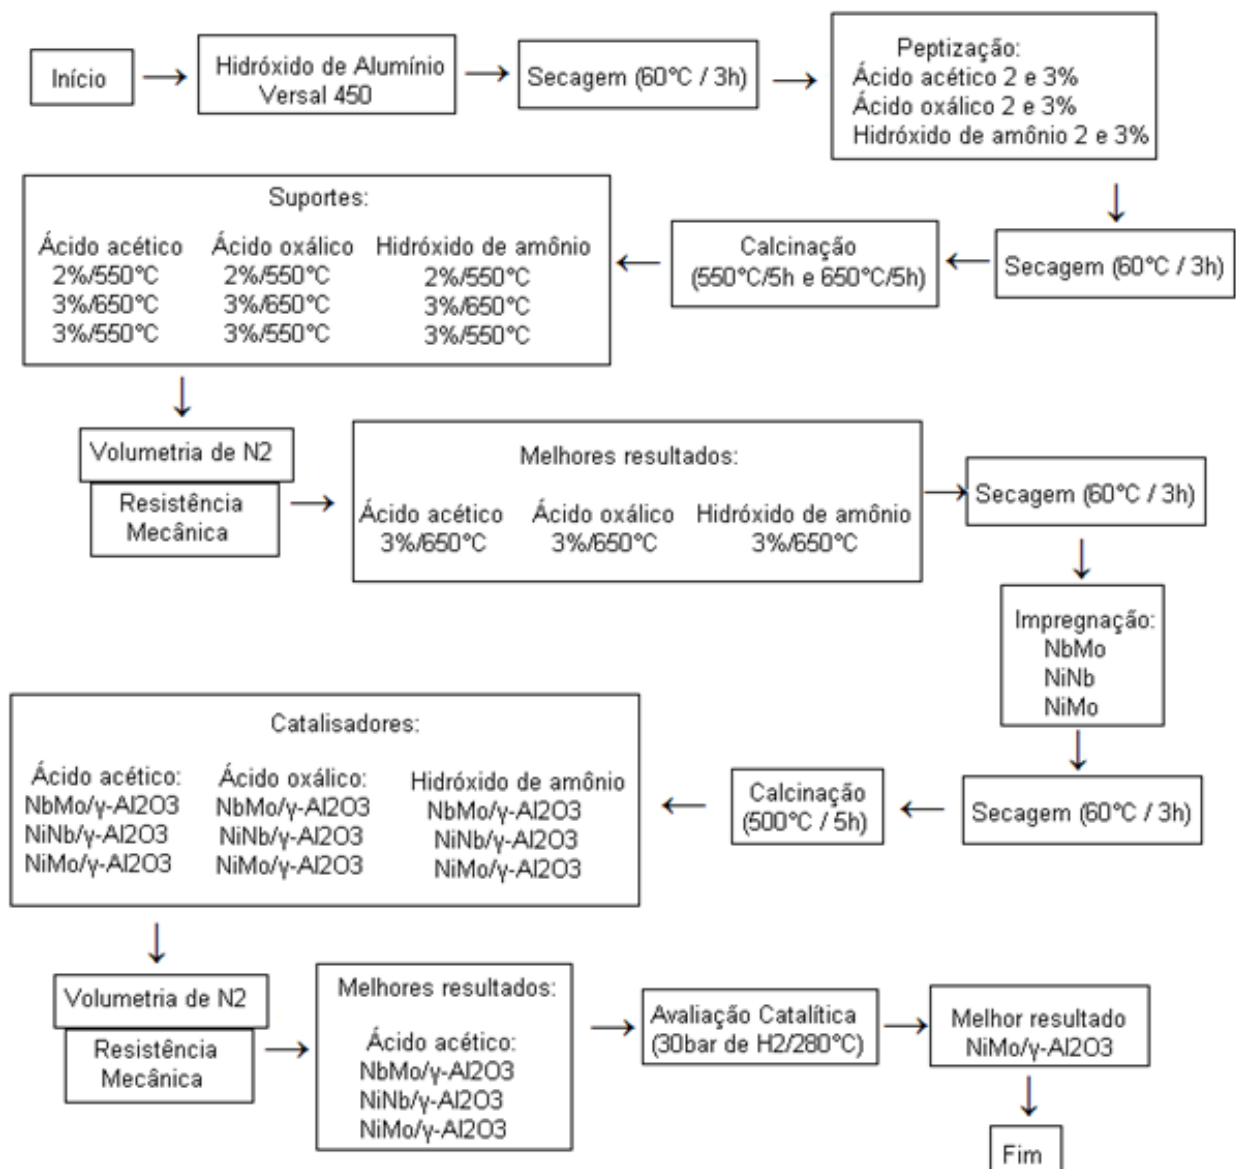 Início
Hidróxido de Alumínio
Versal 450
Secagem (60°C / 3h)
Peptização:
Ácido acético 2 e 3%
Ácido oxálico 2 e 3%
Hidróxido de amônio 2 e 3%
Secagem (60°C / 3h)
Calcinação
(550°C/5h e 650°C/5h)
Suportes:
Ácido acético Ácido oxálico Hidróxido de amônio
2%/550°C 2%/550°C 2%/550°C
3%/650°C 3%/650°C 3%/650°C
3%/550°C 3%/550°C 3%/550°C
Volumetria de N2
Resistência
Mecânica
Melhores resultados:
Ácido acético Ácido oxálico Hidróxido de amônio
3%/650°C 3%/650°C 3%/650°C
Secagem (60°C / 3h)
Impregnação:
NbMo
NiNb
NiMo
Secagem (60°C / 3h)
Calcinação
(500°C / 5h)
Catalisadores:
Ácido acético: Ácido oxálico: Hidróxido de amônio
NbMo/γ-Al2O3 NbMo/γ-Al2O3 NbMo/γ-Al2O3
NiNb/γ-Al2O3 NiNb/γ-Al2O3 NiNb/γ-Al2O3
NiMo/γ-Al2O3 NiMo/γ-Al2O3 NiMo/γ-Al2O3
Volumetria de N2
Resistência
Mecânica
Melhores resultados:
Ácido acético:
NbMo/γ-Al2O3
NiNb/γ-Al2O3
NiMo/γ-Al2O3
Avaliação Catalítica
(30bar de H2/280°C)
Melhor resultado
NiMo/γ-Al2O3
Fim